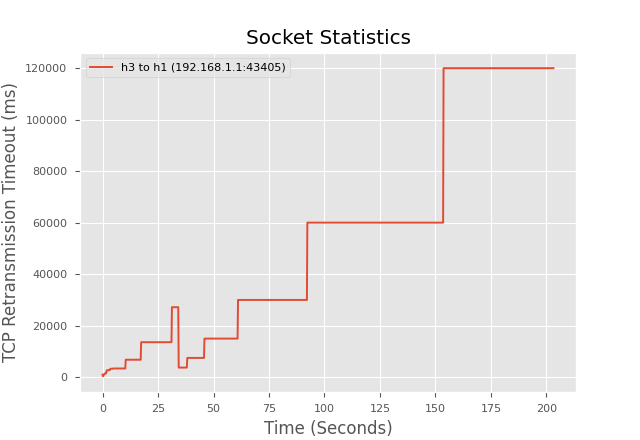 Socket Statistics
h3 to h1 (192.168.1.1:43405)
TCP Retransmission Timeout (ms)
120000
100000
80000
60000
40000
20000
0
0 25 50 75 100 125 150 175 200
Time (Seconds)